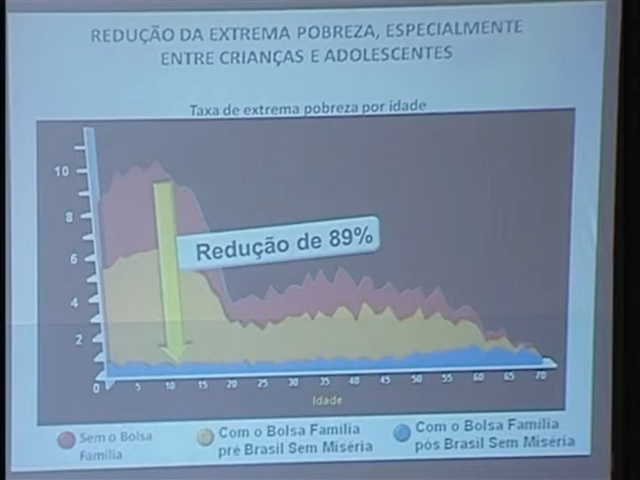 REDUÇÃO DA EXTREMA POBREZA, ESPECIALMENTE
ENTRE CRIANÇAS E ADOLESCENTES
Taxa de extrema pobreza por idade
10
8
6
4
2
0
Redução de 89%
0 5 10 15 20 25 30 35 40 45 50 55 60 65 70
Idade
Sem o Bolsa
Família
Com o Bolsa Família
pré Brasil Sem Miséria
Com o Bolsa Família
pós Brasil Sem Miséria